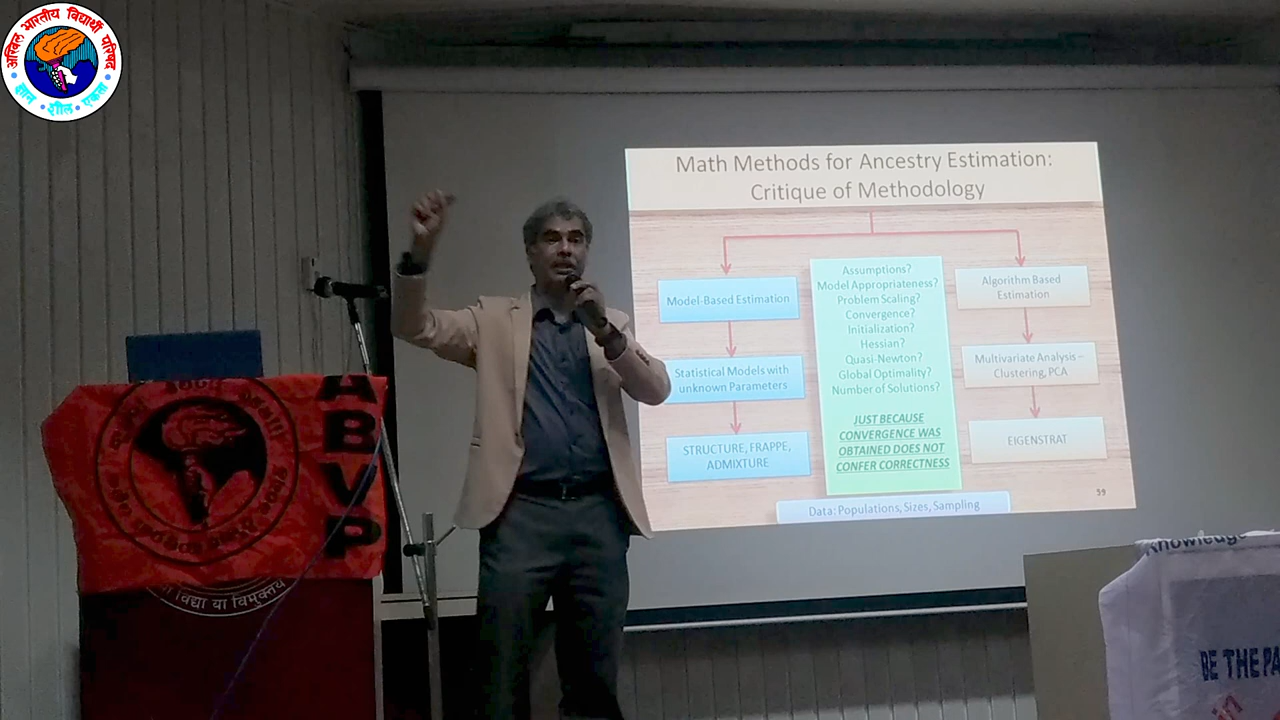 अखिल भारतीय विद्यार्थी परिषद
ज्ञान • शील • एकता
Math Methods for Ancestry Estimation:
Critique of Methodology
Model-Based Estimation
Statistical Models with
unknown Parameters
STRUCTURE, FRAPPE,
ADMIXTURE
Assumptions?
Model Appropriateness?
Problem Scaling?
Convergence?
Initialization?
Hessian?
Quasi-Newton?
Global Optimality?
Number of Solutions?
JUST BECAUSE
CONVERGENCE WAS
OBTAINED DOES NOT
CONFER CORRECTNESS
Algorithm Based
Estimation
Multivariate Analysis –
Clustering, PCA
EIGENSTRAT
Data: Populations, Sizes, Sampling
59
ABVP
विद्या या विमुक्तये
Knowledge
BE THE PA